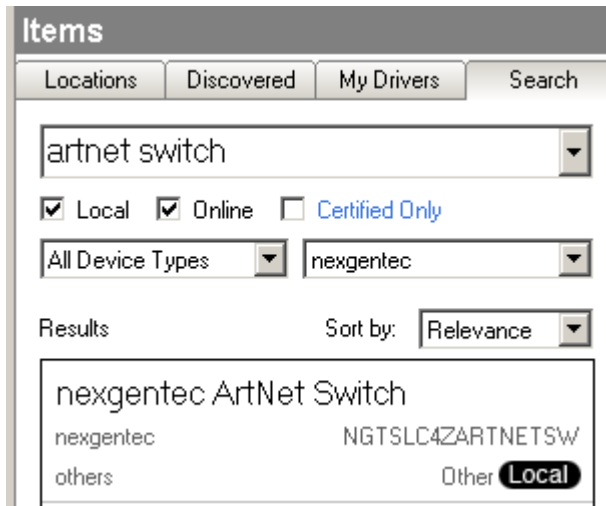 Items
Locations Discovered My Drivers Search
artnet switch
Local Online Certified Only
All Device Types nexgentec
Results Sort by: Relevance
nexgentec ArtNet Switch
nexgentec NGTSLC4ZARTNETSW
others Other Local